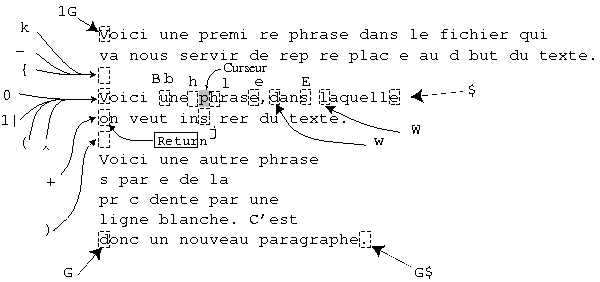 1G
k
Voici une premi re phrase dans le fichier qui
_
va nous servir de rep re plac e au d but du texte.
{
B b h Curseur l e E
0 Voici une phrase,dans laquelle $
1| on veut ins rer du texte.
( ^ Return j w W
Voici une autre phrase
+ s par e de la
pr c dente par une
) ligne blanche. C'est
donc un nouveau paragraphe.
G G$